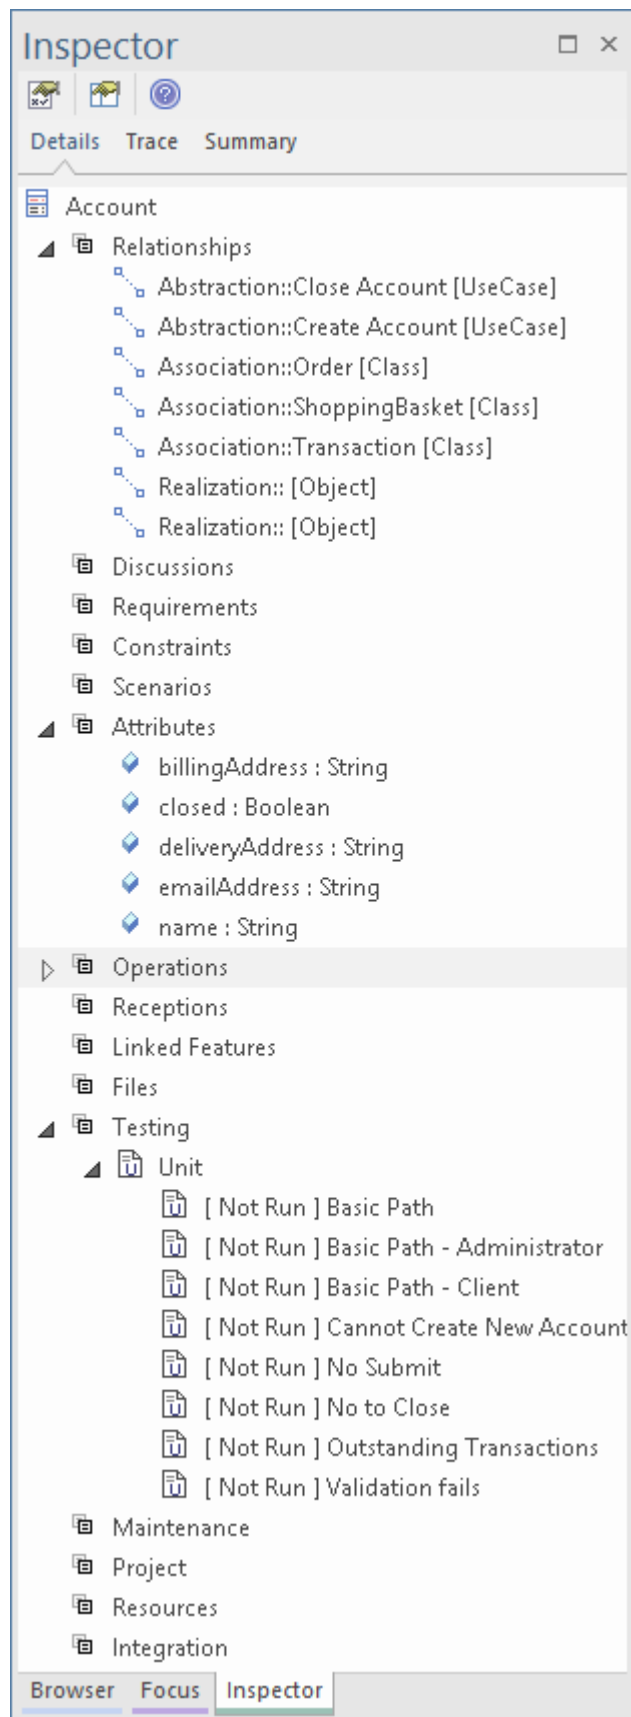 Inspector
Details Trace Summary
Account
Relationships
Abstraction::Close Account [UseCase]
Abstraction::Create Account [UseCase]
Association::Order [Class]
Association::ShoppingBasket [Class]
Association::Transaction [Class]
Realization:: [Object]
Realization:: [Object]
Discussions
Requirements
Constraints
Scenarios
Attributes
billingAddress : String
closed : Boolean
deliveryAddress : String
emailAddress : String
name : String
Operations
Receptions
Linked Features
Files
Testing
Unit
[ Not Run ] Basic Path
[ Not Run ] Basic Path - Administrator
[ Not Run ] Basic Path - Client
[ Not Run ] Cannot Create New Account
[ Not Run ] No Submit
[ Not Run ] No to Close
[ Not Run ] Outstanding Transactions
[ Not Run ] Validation fails
Maintenance
Project
Resources
Integration
Browser Focus Inspector